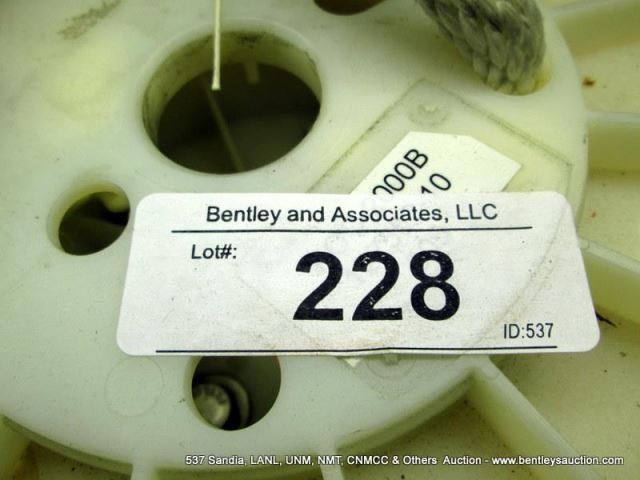 000B
10
Bentley and Associates, LLC
Lot#:
228
ID:537
537 Sandia, LANL, UNM, NMT, CNMCC & Others Auction - www.bentleysauction.com